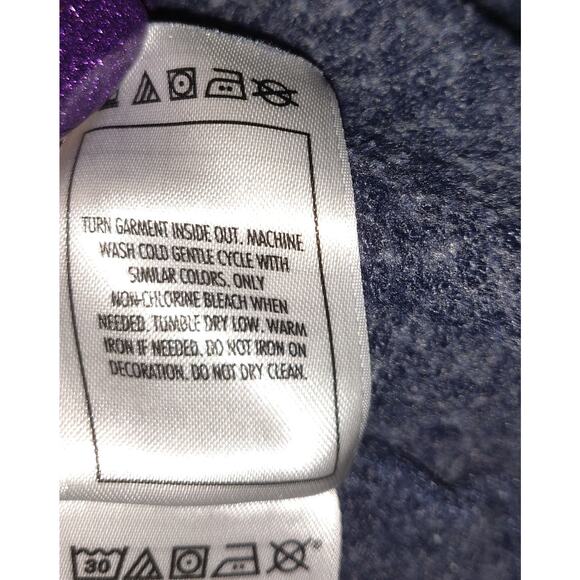 TURN GARMENT INSIDE OUT. MACHINE
WASH COLD GENTLE CYCLE WITH
SIMILAR COLORS. ONLY
NON-CHLORINE BLEACH WHEN
NEEDED. TUMBLE DRY LOW. WARM
IRON IF NEEDED. DO NOT IRON ON
DECORATION. DO NOT DRY CLEAN.
30